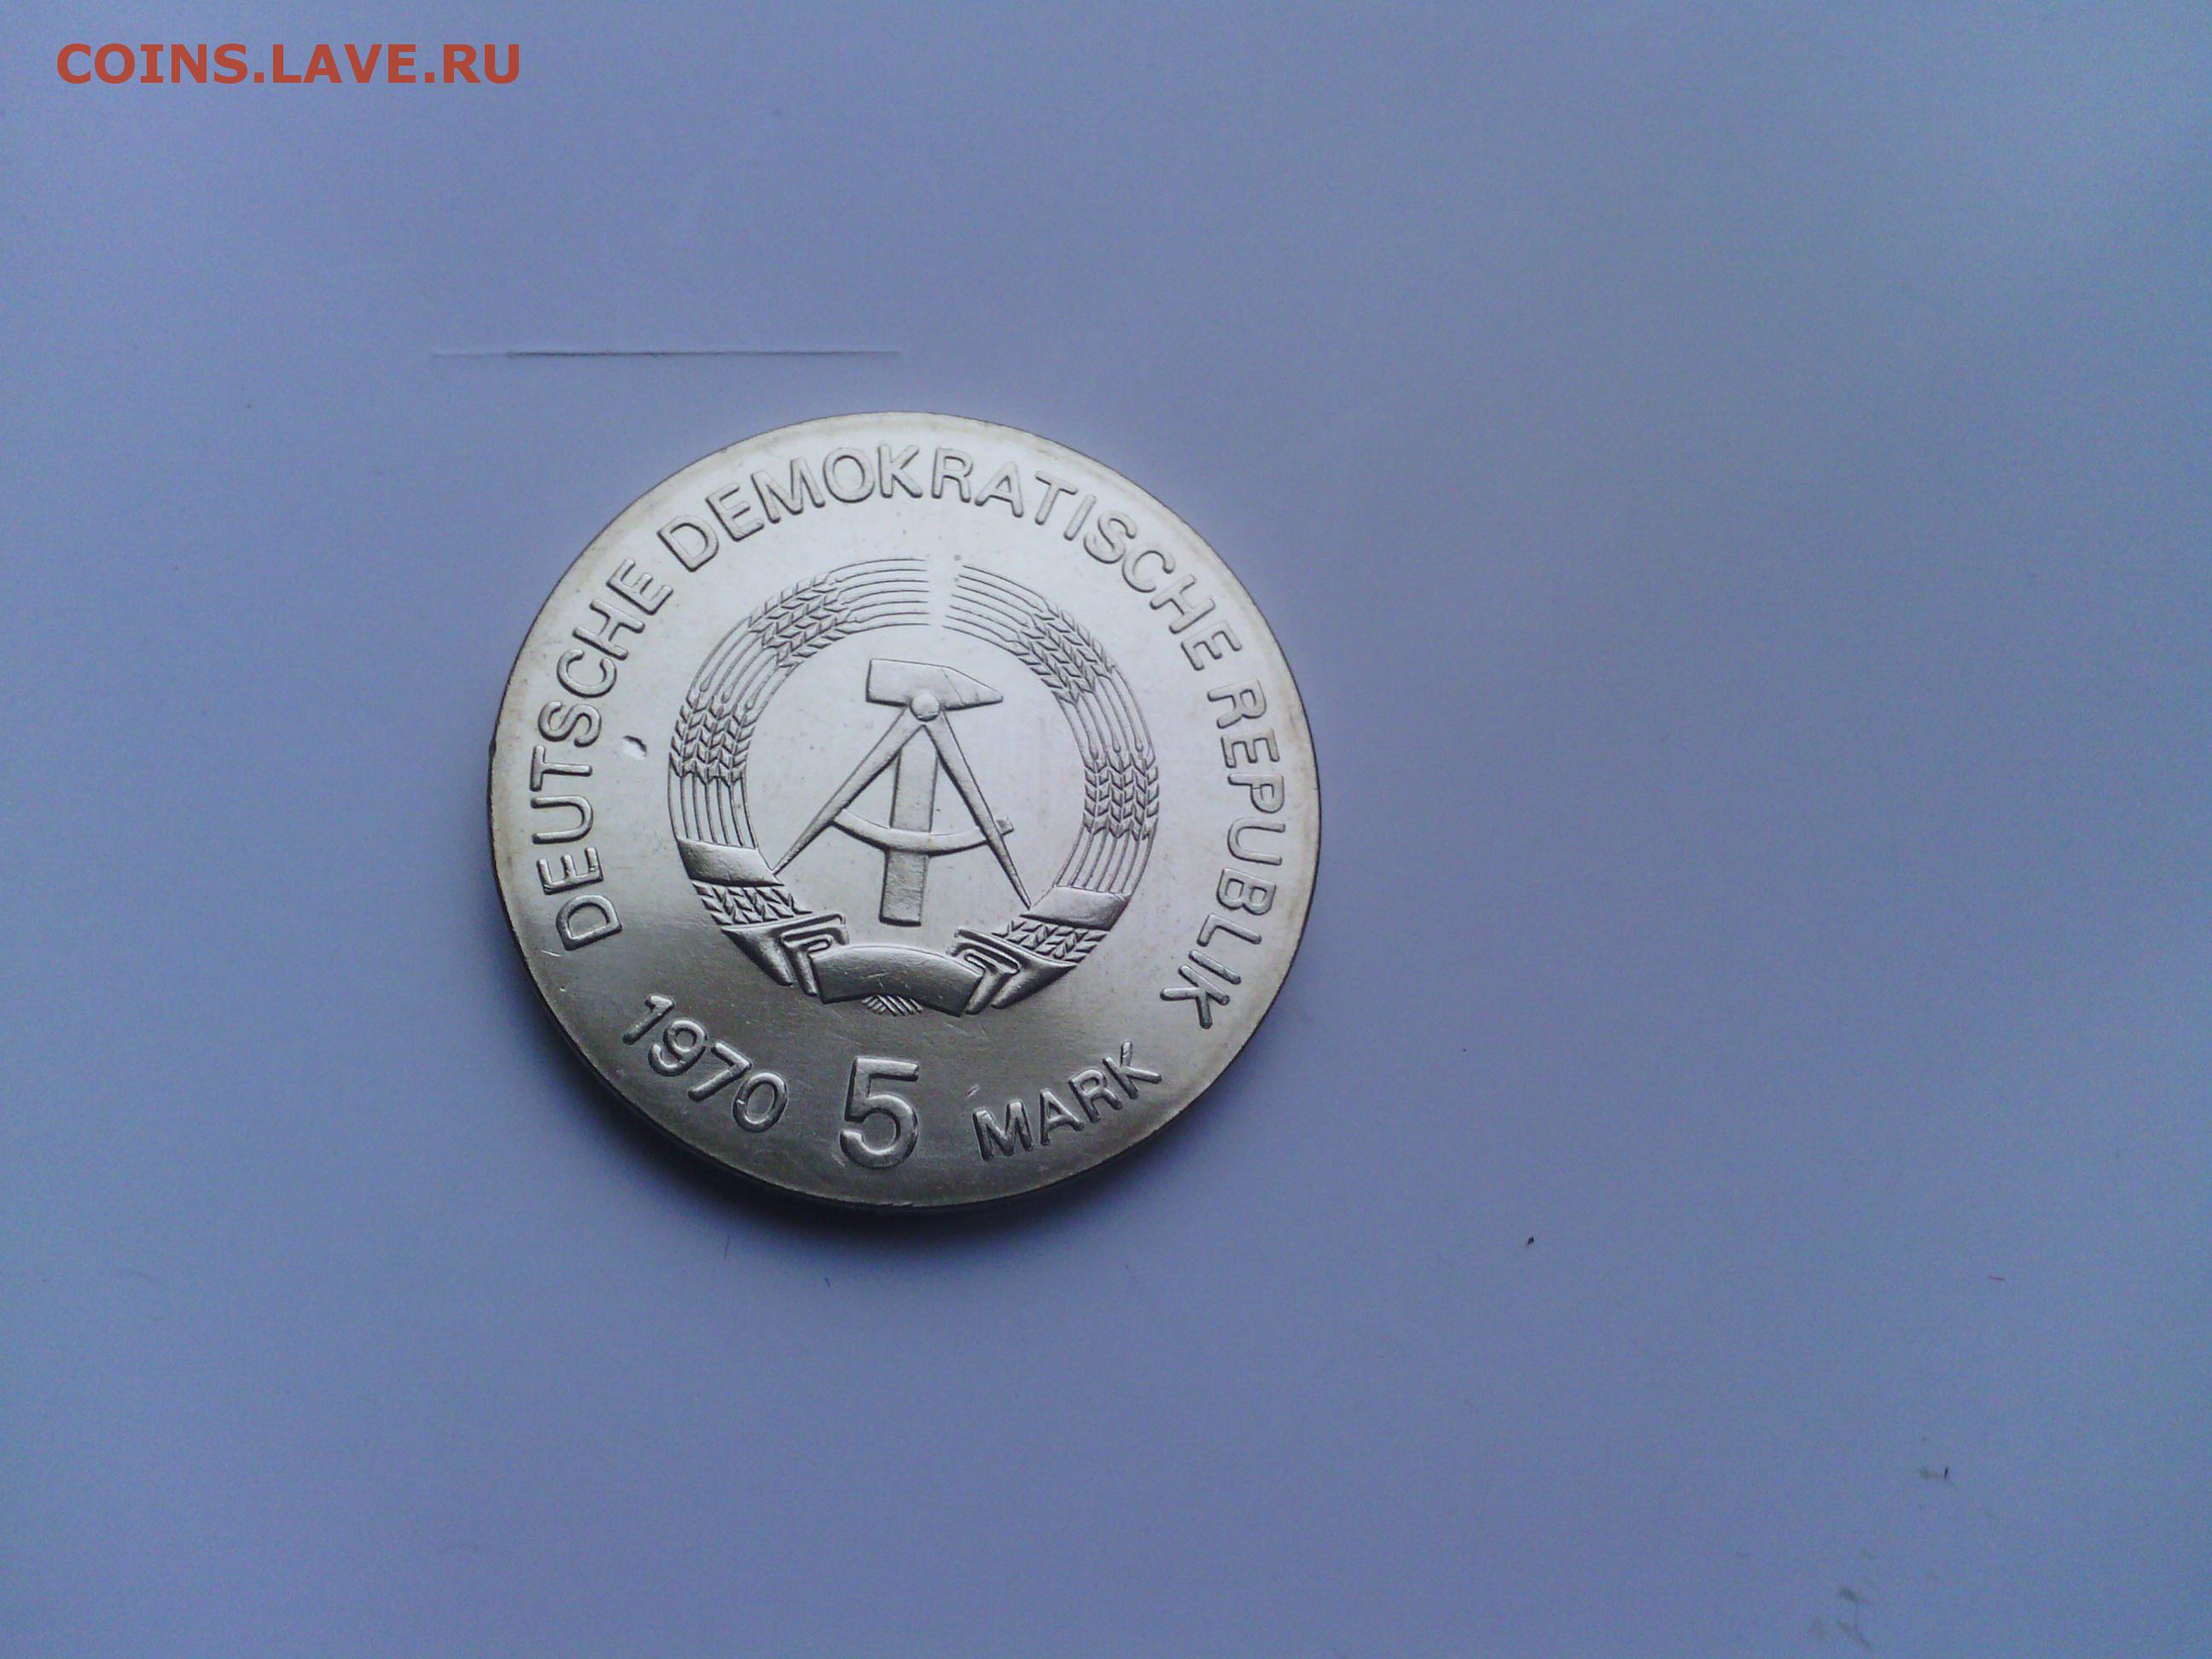 COINS.LAVE.RU
DEUTSCHE DEMOKRATISCHE REPUBLIK
1970 5 MARK